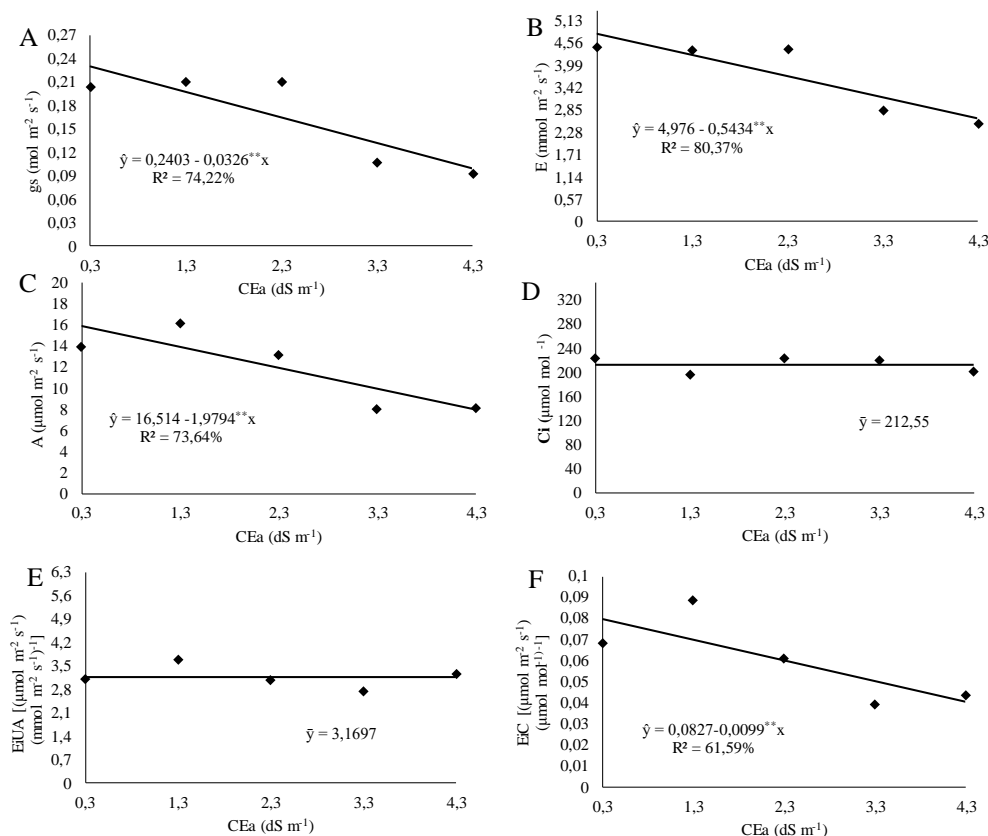 A
gs (mol m⁻² s⁻¹)
0,27
0,24
0,21
0,18
0,15
0,12
0,09
0,06
0,03
0
ŷ = 0,2403 - 0,0326**x
R² = 74,22%
0,3 1,3 2,3 3,3 4,3
CEa (dS m⁻¹)
B
E (mmol m⁻² s⁻¹)
5,13
4,56
3,99
3,42
2,85
2,28
1,71
1,14
0,57
0
ŷ = 4,976 - 0,5434**x
R² = 80,37%
0,3 1,3 2,3 3,3 4,3
CEa (dS m⁻¹)
C
A (µmol m⁻² s⁻¹)
20
18
16
14
12
10
8
6
4
2
0
ŷ = 16,514 -1,9794**x
R² = 73,64%
0,3 1,3 2,3 3,3 4,3
CEa (dS m⁻¹)
D
Ci (µmol mol ⁻¹)
320
280
240
200
160
120
80
40
0
ȳ = 212,55
0,3 1,3 2,3 3,3 4,3
CEa (dS m⁻¹)
E
EiUA [(µmol m⁻² s⁻¹)
(mmol m⁻² s⁻¹)⁻¹]
6,3
5,6
4,9
4,2
3,5
2,8
2,1
1,4
0,7
0
ȳ = 3,1697
0,3 1,3 2,3 3,3 4,3
CEa (dS m⁻¹)
F
EiC [(µmol m⁻² s⁻¹)
(µmol mol⁻¹⁾⁻¹]
0,1
0,09
0,08
0,07
0,06
0,05
0,04
0,03
0,02
0,01
0
ŷ = 0,0827-0,0099**x
R² = 61,59%
0,3 1,3 2,3 3,3 4,3
CEa (dS m⁻¹)